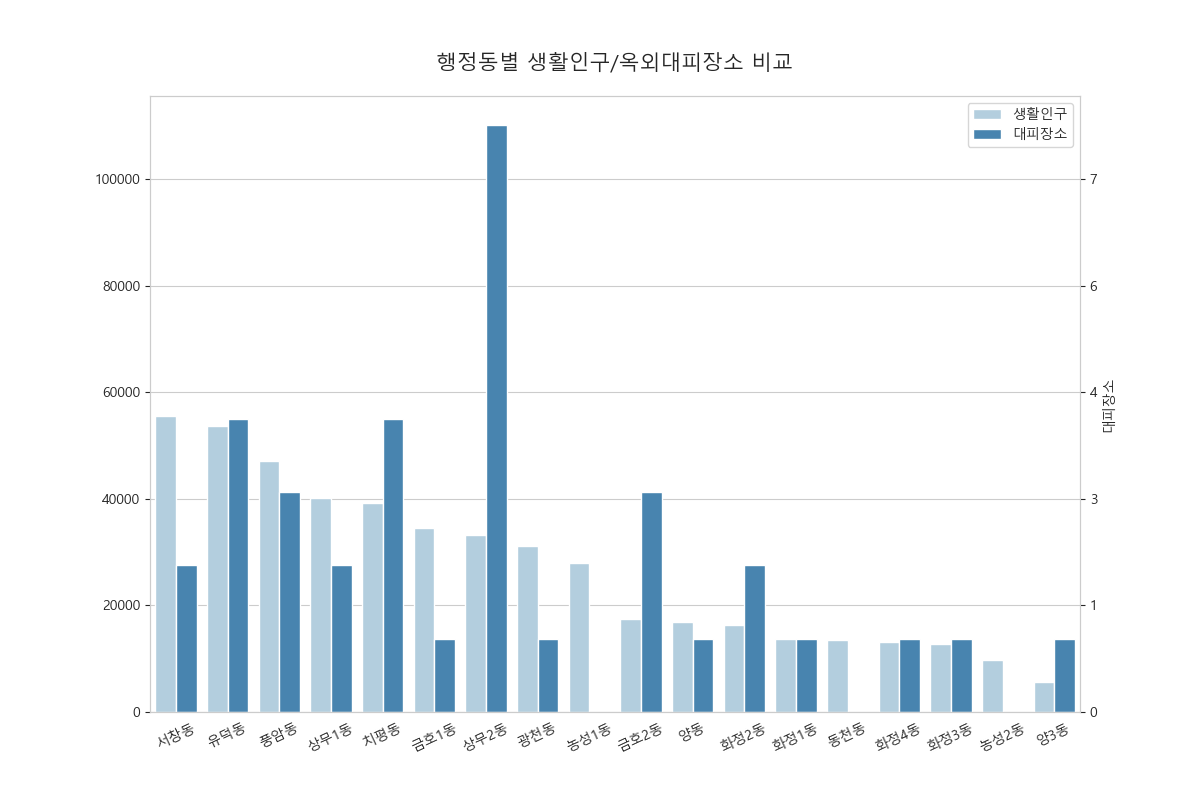 행정동별 생활인구/옥외대피장소 비교
생활인구
대피장소
100000
80000
60000
40000
20000
0
7
6
4
3
1
0
대피장소
서창동
유덕동
풍암동
상무1동
치평동
금호1동
상무2동
광천동
농성1동
금호2동
양동
화정2동
화정1동
동천동
화정4동
화정3동
농성2동
양3동